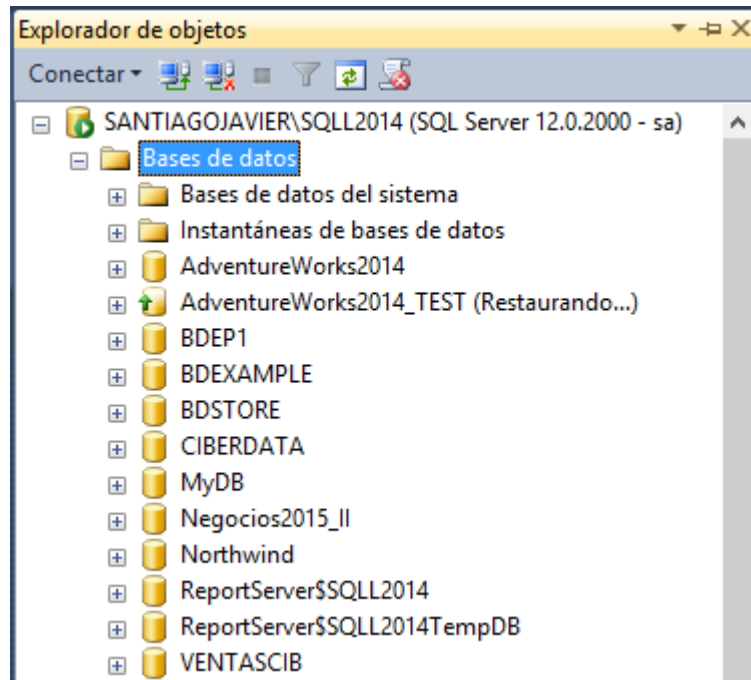 Explorador de objetos
Conectar
SANTIAGOJAVIER\SQLL2014 (SQL Server 12.0.2000 - sa)
Bases de datos
Bases de datos del sistema
Instantáneas de bases de datos
AdventureWorks2014
AdventureWorks2014_TEST (Restaurando...)
BDEP1
BDEXAMPLE
BDSTORE
CIBERDATA
MyDB
Negocios2015_II
Northwind
ReportServer$SQLL2014
ReportServer$SQLL2014TempDB
VENTASCIB